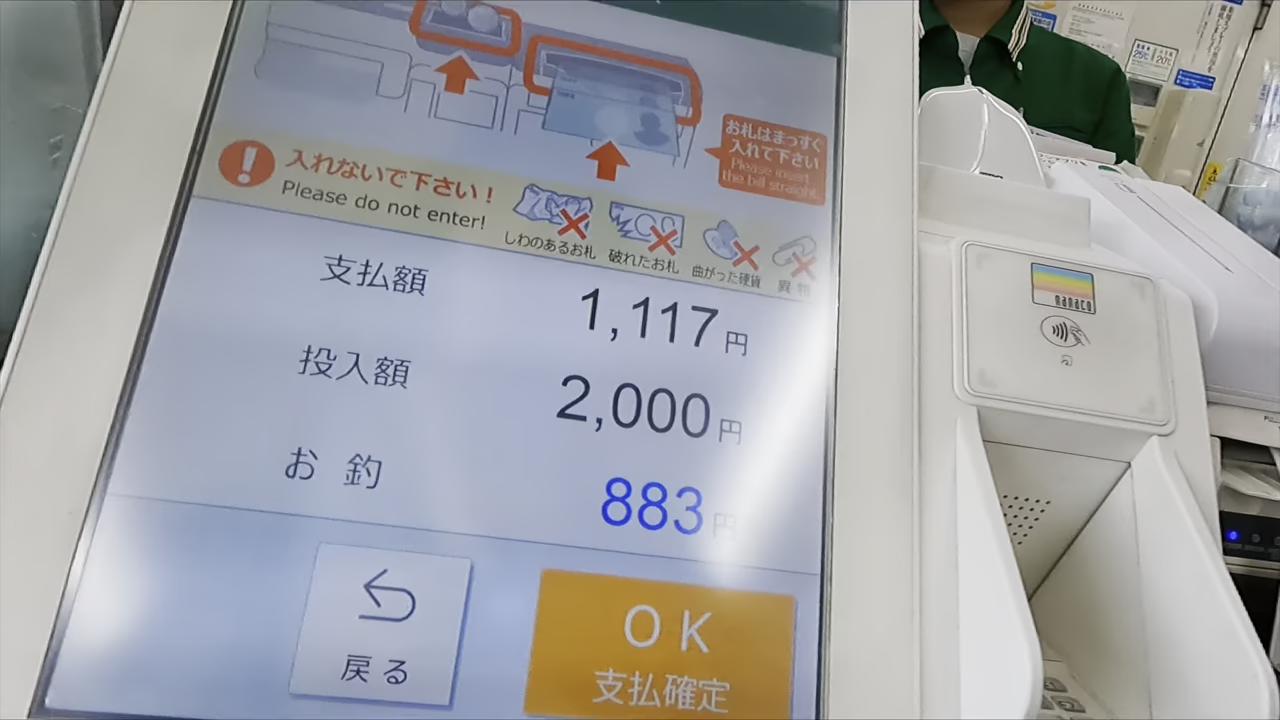 お札はまっすぐ
入れて下さい
Please insert
the bill straight.
入れないで下さい！
Please do not enter!
しわのあるお札
破れたお札
曲がった硬貨
異物
支払額
1,117円
投入額
2,000円
お釣
883円
戻る
OK
支払確定
nanaco
25℃
20℃